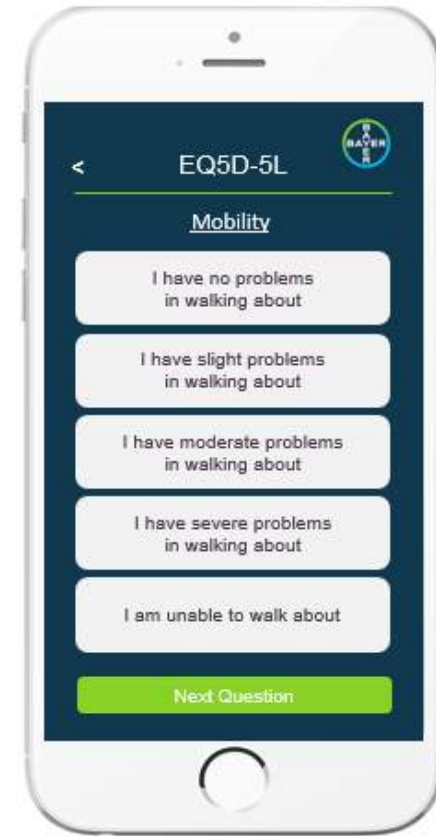 BAYER
BAYER
< EQ5D-5L
Mobility
I have no problems
in walking about
I have slight problems
in walking about
I have moderate problems
in walking about
I have severe problems
in walking about
I am unable to walk about
Next Question